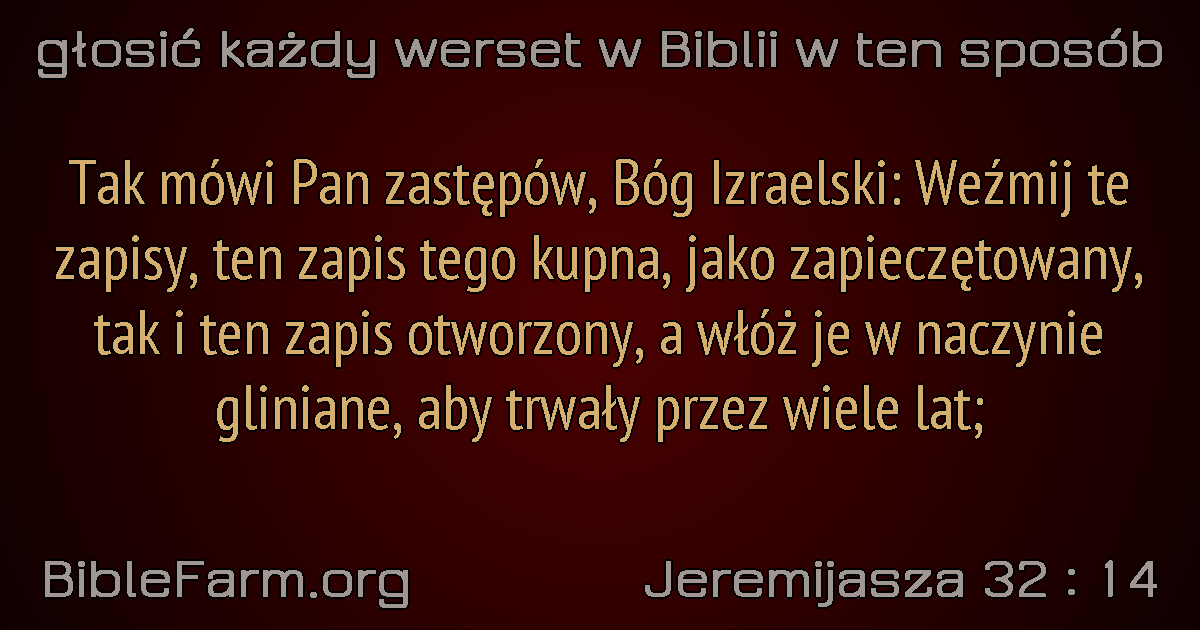 głosić każdy werset w Biblii w ten sposób
Tak mówi Pan zastępów, Bóg Izraelski: Weźmij te
zapisy, ten zapis tego kupna, jako zapieczętowany,
tak i ten zapis otworzony, a włóż je w naczynie
gliniane, aby trwały przez wiele lat;
BibleFarm.org
Jeremijasza 32 : 14